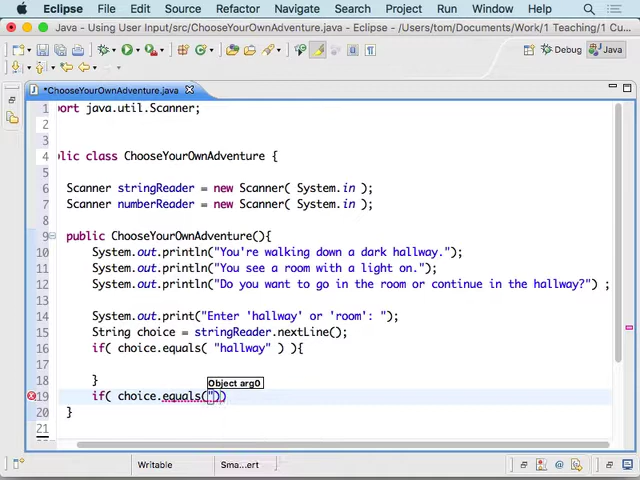 Eclipse File Edit Source Refactor Navigate Search Project Run Window Help
Java - Using User Input/src/ChooseYourOwnAdventure.java - Eclipse - /Users/tom/Documents/Work/1 Teaching/1 Cu...
Debug Java
*ChooseYourOwnAdventure.java
1 port java.util.Scanner;
2
3
4 blic class ChooseYourOwnAdventure {
5
6 Scanner stringReader = new Scanner( System.in );
7 Scanner numberReader = new Scanner( System.in );
8
9 public ChooseYourOwnAdventure(){
10 System.out.println("You're walking down a dark hallway.");
11 System.out.println("You see a room with a light on.");
12 System.out.println("Do you want to go in the room or continue in the hallway?") ;
13
14 System.out.print("Enter 'hallway' or 'room': ");
15 String choice = stringReader.nextLine();
16 if( choice.equals( "hallway" ) ){
17
18 }
Object arg0
19 if( choice.equals(""))
20 }
21
Writable Sma...ert